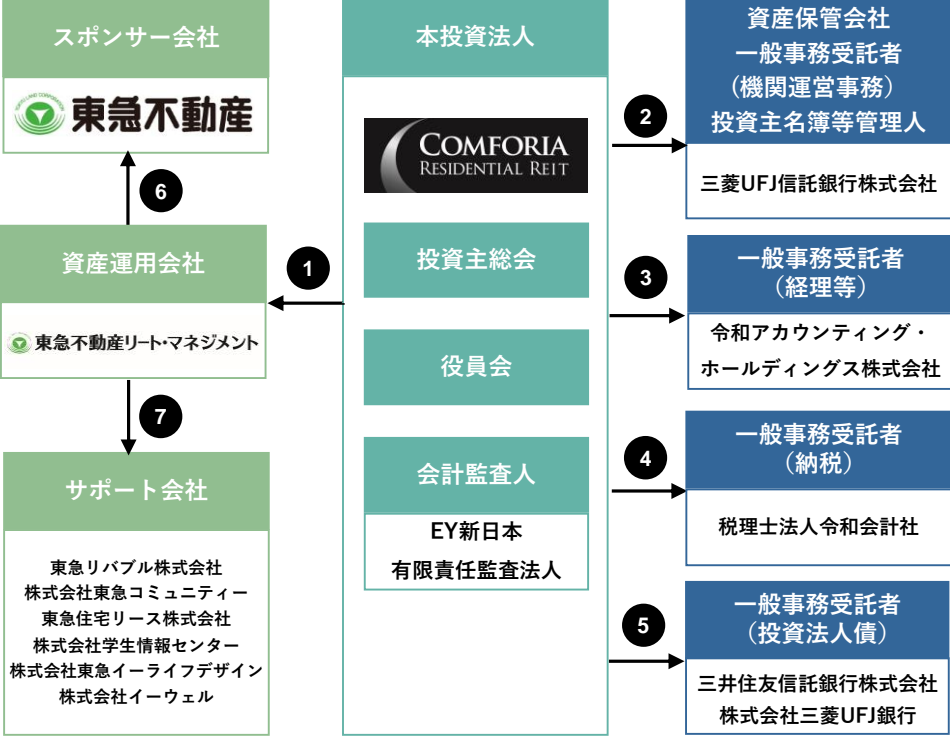 スポンサー会社
TOKYU LAND CORPORATION
東急不動産
6
資産運用会社
東急不動産リート・マネジメント
7
サポート会社
東急リバブル株式会社
株式会社東急コミュニティー
東急住宅リース株式会社
株式会社学生情報センター
株式会社東急イーライフデザイン
株式会社イーウェル
1
本投資法人
COMFORIA
RESIDENTIAL REIT
投資主総会
役員会
会計監査人
EY新日本
有限責任監査法人
2
資産保管会社
一般事務受託者
(機関運営事務)
投資主名簿等管理人
三菱UFJ信託銀行株式会社
3
一般事務受託者
(経理等)
令和アカウンティング・
ホールディングス株式会社
4
一般事務受託者
(納税)
税理士法人令和会計社
5
一般事務受託者
(投資法人債)
三井住友信託銀行株式会社
株式会社三菱UFJ銀行